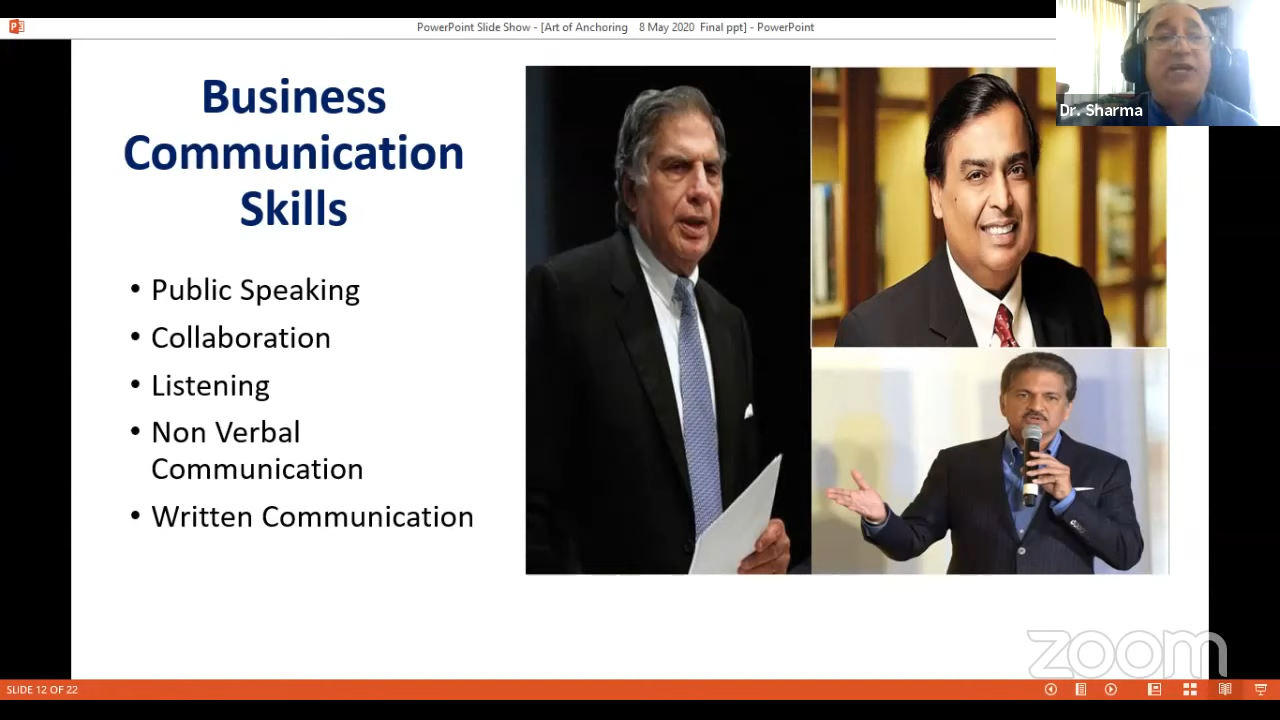 PowerPoint Slide Show - [Art of Anchoring    8 May 2020  Final ppt] - PowerPoint
Dr. Sharma
Business
Communication
Skills
• Public Speaking
• Collaboration
• Listening
• Non Verbal
Communication
• Written Communication
zoom
SLIDE 12 OF 22